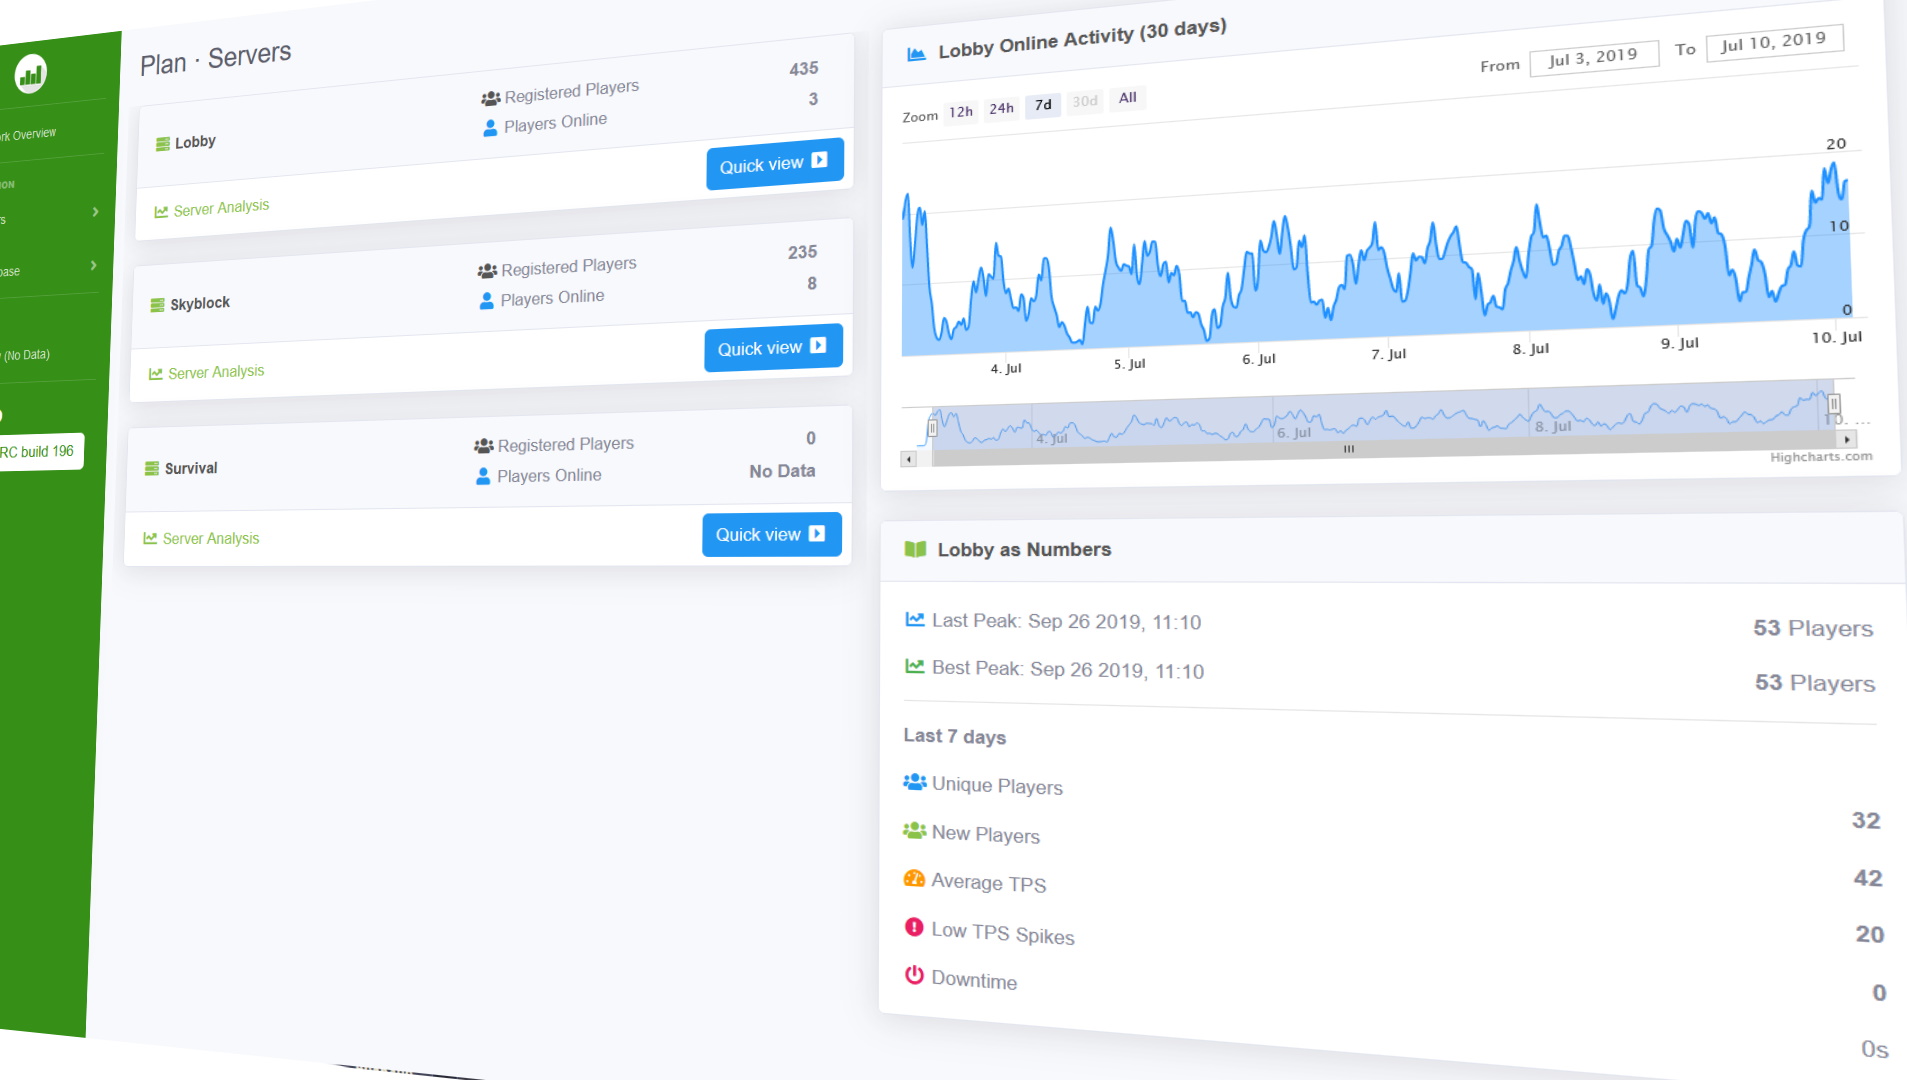 rk Overview
ION
rs
base
(No Data)
RC build 196
Plan · Servers
Lobby
Registered Players 435
Players Online 3
Server Analysis
Quick view
Skyblock
Registered Players 235
Players Online 8
Server Analysis
Quick view
Survival
Registered Players 0
Players Online No Data
Server Analysis
Quick view
Lobby Online Activity (30 days)
Zoom 12h 24h 7d 30d All
From Jul 3, 2019 To Jul 10, 2019
20
10
0
4. Jul 5. Jul 6. Jul 7. Jul 8. Jul 9. Jul 10. Jul
4. Jul 6. Jul 8. Jul 10. ...
Highcharts.com
Lobby as Numbers
Last Peak: Sep 26 2019, 11:10 53 Players
Best Peak: Sep 26 2019, 11:10 53 Players
Last 7 days
Unique Players 32
New Players 42
Average TPS 20
Low TPS Spikes 0
Downtime 0s